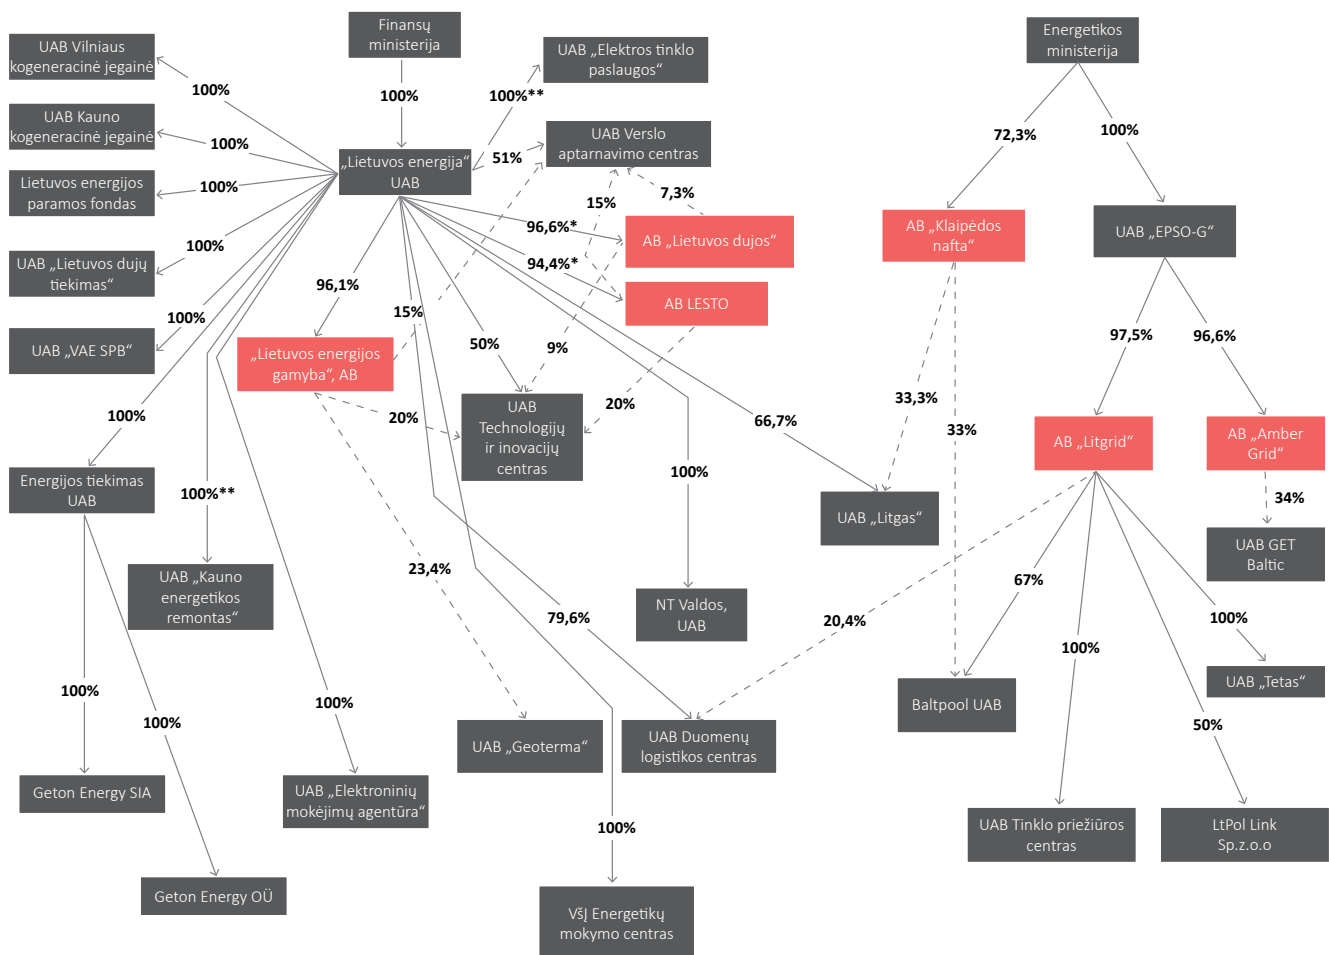 Finansų
ministerija
Energetikos
ministerija
UAB Vilniaus
kogeneracinė jegainė
UAB „Elektros tinklo
paslaugos“
100%
100%
100%**
UAB Kauno
kogeneracinė jegainė
UAB Verslo
aptarnavimo centras
72,3%
100%
100%
51%
„Lietuvos energija“
UAB
Lietuvos energijos
paramos fondas
100%
7,3%
15%
96,6%*
AB „Lietuvos dujos“
AB „Klaipėdos
nafta“
UAB „EPSO-G“
100%
94,4%*
UAB „Lietuvos dujų
tiekimas“
96,1%
AB LESTO
100%
15%
UAB „VAE SPB“
50%
9%
97,5%
96,6%
„Lietuvos energijos
gamyba“, AB
100%
20%
20%
66,7%
33,3%
33%
UAB
Technologijų
ir inovacijų
centras
AB „Litgrid“
AB „Amber
Grid“
Energijos tiekimas
UAB
100%**
100%
34%
UAB „Litgas“
UAB GET
Baltic
UAB „Kauno
energetikos
remontas“
23,4%
NT Valdos,
UAB
67%
79,6%
20,4%
100%
100%
100%
100%
100%
UAB „Tetas“
Baltpool UAB
50%
UAB „Geoterma“
UAB Duomenų
logistikos centras
Geton Energy SIA
UAB „Elektroninių
mokėjimų agentūra“
100%
UAB Tinklo priežiūros
centras
LtPol Link
Sp.z.o.o
Geton Energy OÜ
VšĮ Energetikų
mokymo centras